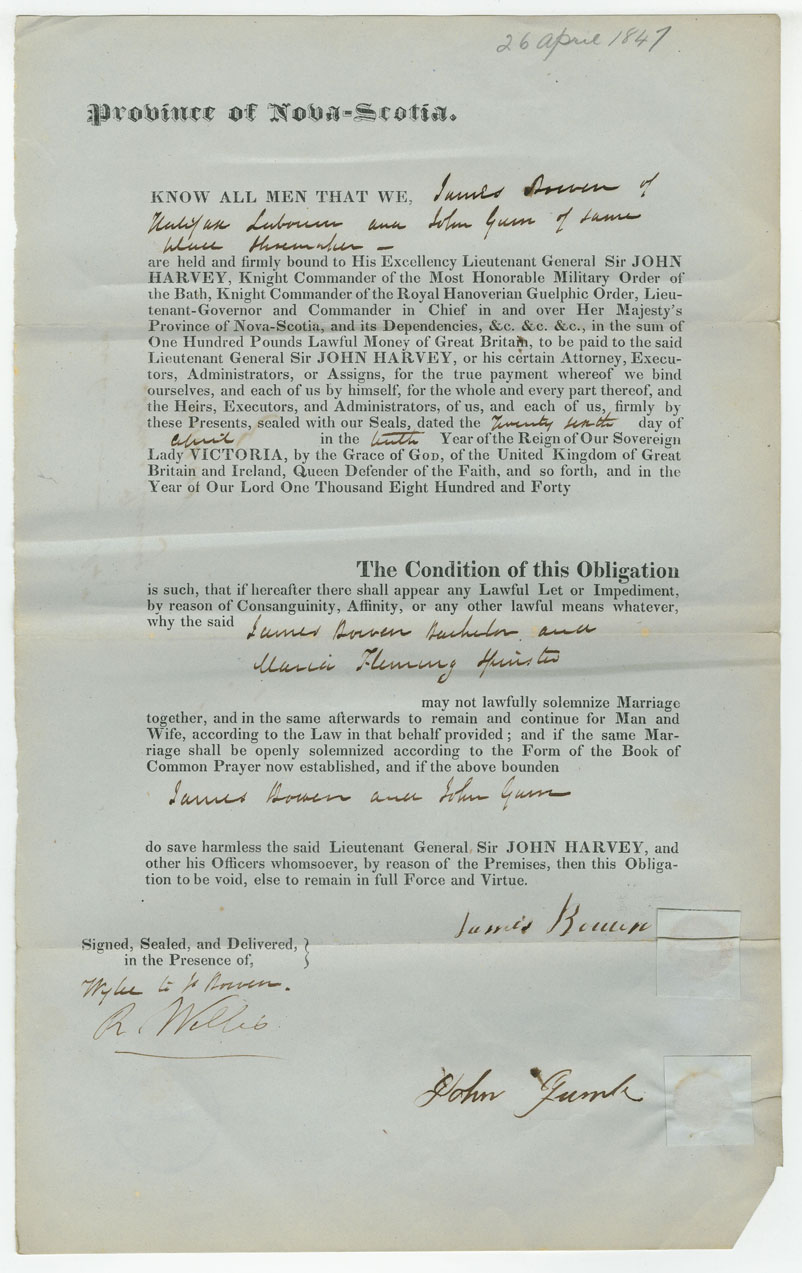 26 April 1847
Province of Nova-Scotia.
KNOW ALL MEN THAT WE, James Bowen of
Halifax Labourer and John Gum of same
place Shoemaker —
are held and firmly bound to His Excellency Lieutenant General Sir JOHN
HARVEY, Knight Commander of the Most Honorable Military Order of
the Bath, Knight Commander of the Royal Hanoverian Guelphic Order, Lieu-
tenant-Governor and Commander in Chief in and over Her Majesty's
Province of Nova-Scotia, and its Dependencies, &c. &c. &c., in the sum of
One Hundred Pounds Lawful Money of Great Britain, to be paid to the said
Lieutenant General Sir JOHN HARVEY, or his certain Attorney, Execu-
tors, Administrators, or Assigns, for the true payment whereof we bind
ourselves, and each of us by himself, for the whole and every part thereof, and
the Heirs, Executors, and Administrators, of us, and each of us, firmly by
these Presents, sealed with our Seals, dated the Twenty sixth day of
April in the tenth Year of the Reign of Our Sovereign
Lady VICTORIA, by the Grace of GOD, of the United Kingdom of Great
Britain and Ireland, Queen Defender of the Faith, and so forth, and in the
Year of Our Lord One Thousand Eight Hundred and Forty
The Condition of this Obligation
is such, that if hereafter there shall appear any Lawful Let or Impediment,
by reason of Consanguinity, Affinity, or any other lawful means whatever,
why the said James Bowen Bachelor and
Maria Fleming Spinster
may not lawfully solemnize Marriage
together, and in the same afterwards to remain and continue for Man and
Wife, according to the Law in that behalf provided; and if the same Mar-
riage shall be openly solemnized according to the Form of the Book of
Common Prayer now established, and if the above bounden
James Bowen and John Gum
do save harmless the said Lieutenant General Sir JOHN HARVEY, and
other his Officers whomsoever, by reason of the Premises, then this Obliga-
tion to be void, else to remain in full Force and Virtue.
James Bowen
Signed, Sealed, and Delivered,
in the Presence of,
to Js Bowen.
R. Willis
John